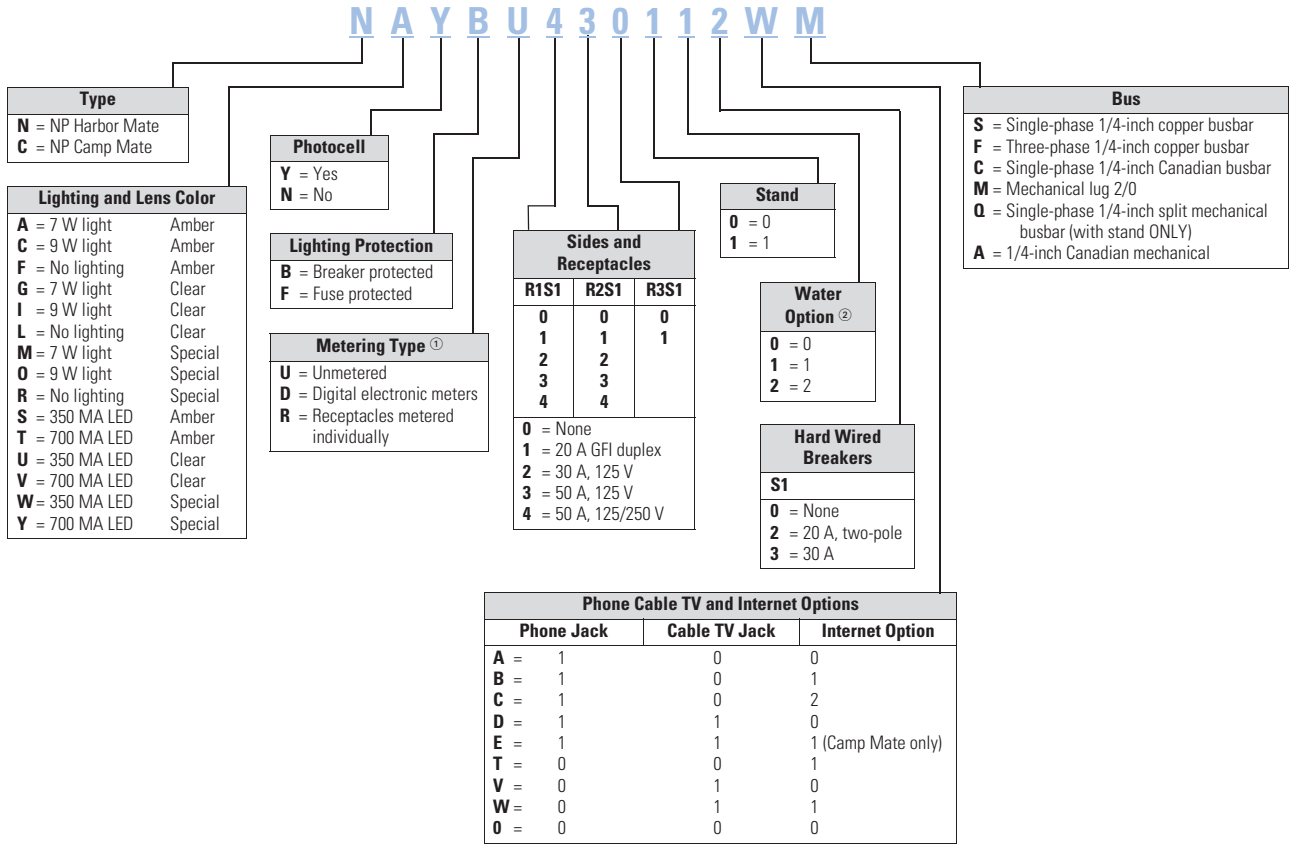 N A Y B U 4 3 0 1 1 2 W M
Type
N = NP Harbor Mate
C = NP Camp Mate
Lighting and Lens Color
A = 7 W light Amber
C = 9 W light Amber
F = No lighting Amber
G = 7 W light Clear
I = 9 W light Clear
L = No lighting Clear
M = 7 W light Special
O = 9 W light Special
R = No lighting Special
S = 350 MA LED Amber
T = 700 MA LED Amber
U = 350 MA LED Clear
V = 700 MA LED Clear
W = 350 MA LED Special
Y = 700 MA LED Special
Photocell
Y = Yes
N = No
Lighting Protection
B = Breaker protected
F = Fuse protected
Metering Type ①
U = Unmetered
D = Digital electronic meters
R = Receptacles metered
individually
Sides and
Receptacles
R1S1 R2S1 R3S1
0 0 0
1 1 1
2 2
3 3
4 4
0 = None
1 = 20 A GFI duplex
2 = 30 A, 125 V
3 = 50 A, 125 V
4 = 50 A, 125/250 V
Stand
0 = 0
1 = 1
Water
Option ②
0 = 0
1 = 1
2 = 2
Hard Wired
Breakers
S1
0 = None
2 = 20 A, two-pole
3 = 30 A
Phone Cable TV and Internet Options
Phone Jack Cable TV Jack Internet Option
A = 1 0 0
B = 1 0 1
C = 1 0 2
D = 1 1 0
E = 1 1 1 (Camp Mate only)
T = 0 0 1
V = 0 1 0
W = 0 1 1
0 = 0 0 0
Bus
S = Single-phase 1/4-inch copper busbar
F = Three-phase 1/4-inch copper busbar
C = Single-phase 1/4-inch Canadian busbar
M = Mechanical lug 2/0
Q = Single-phase 1/4-inch split mechanical
busbar (with stand ONLY)
A = 1/4-inch Canadian mechanical